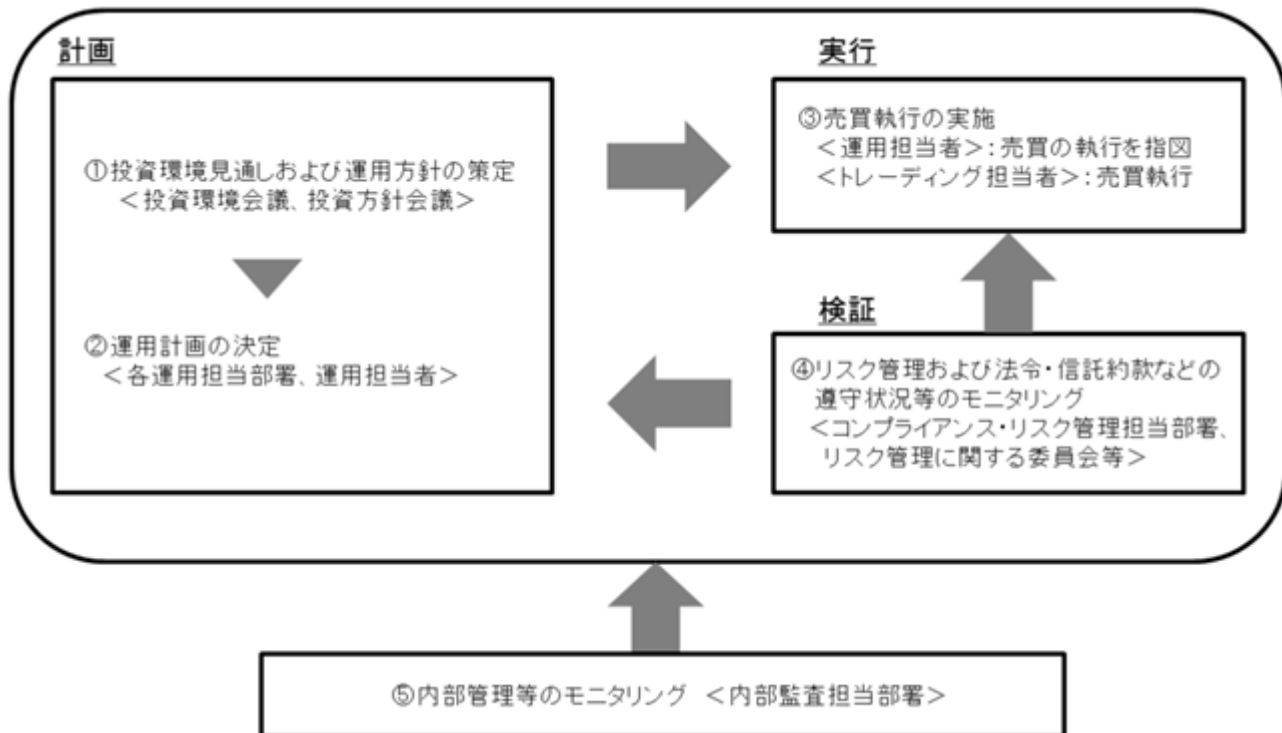 計画
①投資環境見通しおよび運用方針の策定
＜投資環境会議、投資方針会議＞
②運用計画の決定
＜各運用担当部署、運用担当者＞
実行
③売買執行の実施
＜運用担当者＞：売買の執行を指図
＜トレーディング担当者＞：売買執行
検証
④リスク管理および法令・信託約款などの
遵守状況等のモニタリング
＜コンプライアンス・リスク管理担当部署、
リスク管理に関する委員会等＞
⑤内部管理等のモニタリング ＜内部監査担当部署＞